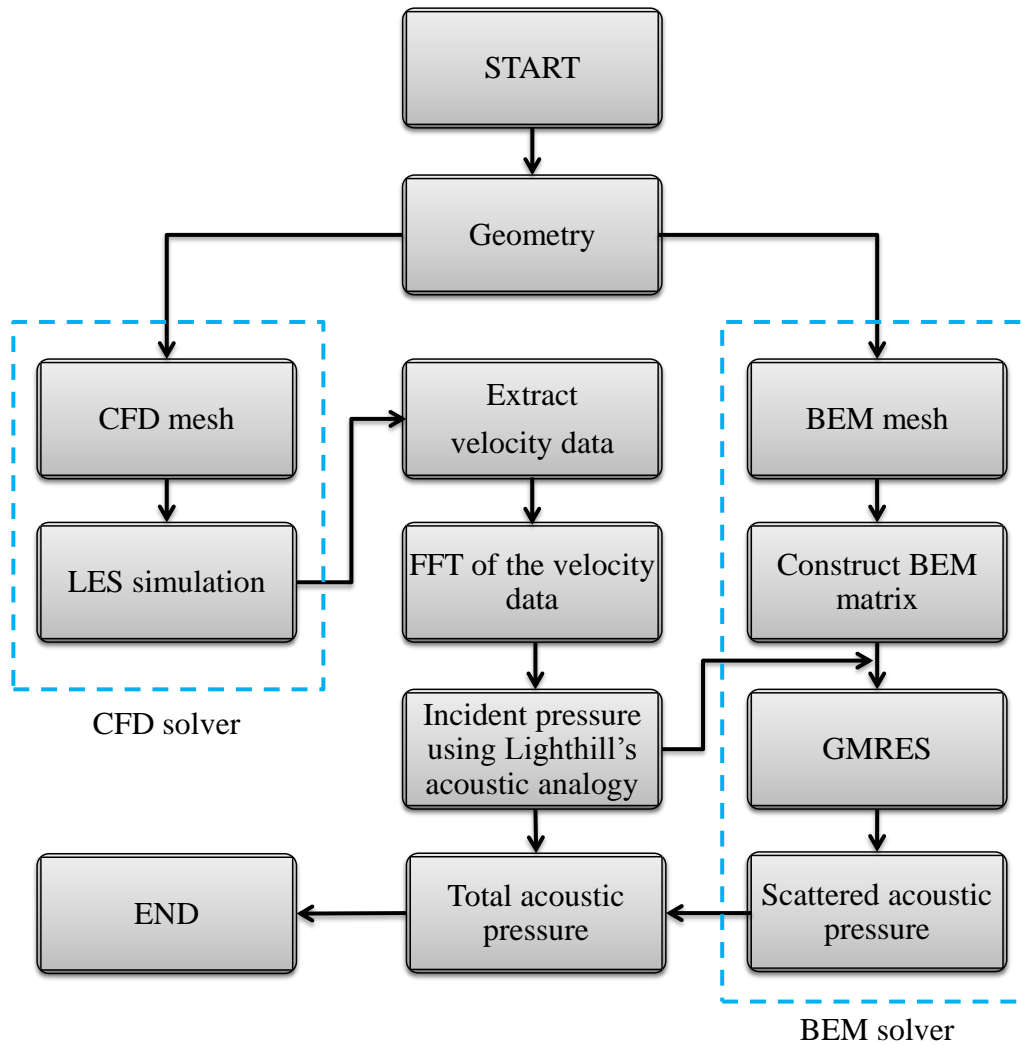 START
Geometry
CFD mesh
Extract
velocity data
BEM mesh
LES simulation
FFT of the velocity
data
Construct BEM
matrix
CFD solver
Incident pressure
using Lighthill’s
acoustic analogy
GMRES
END
Total acoustic
pressure
Scattered acoustic
pressure
BEM solver